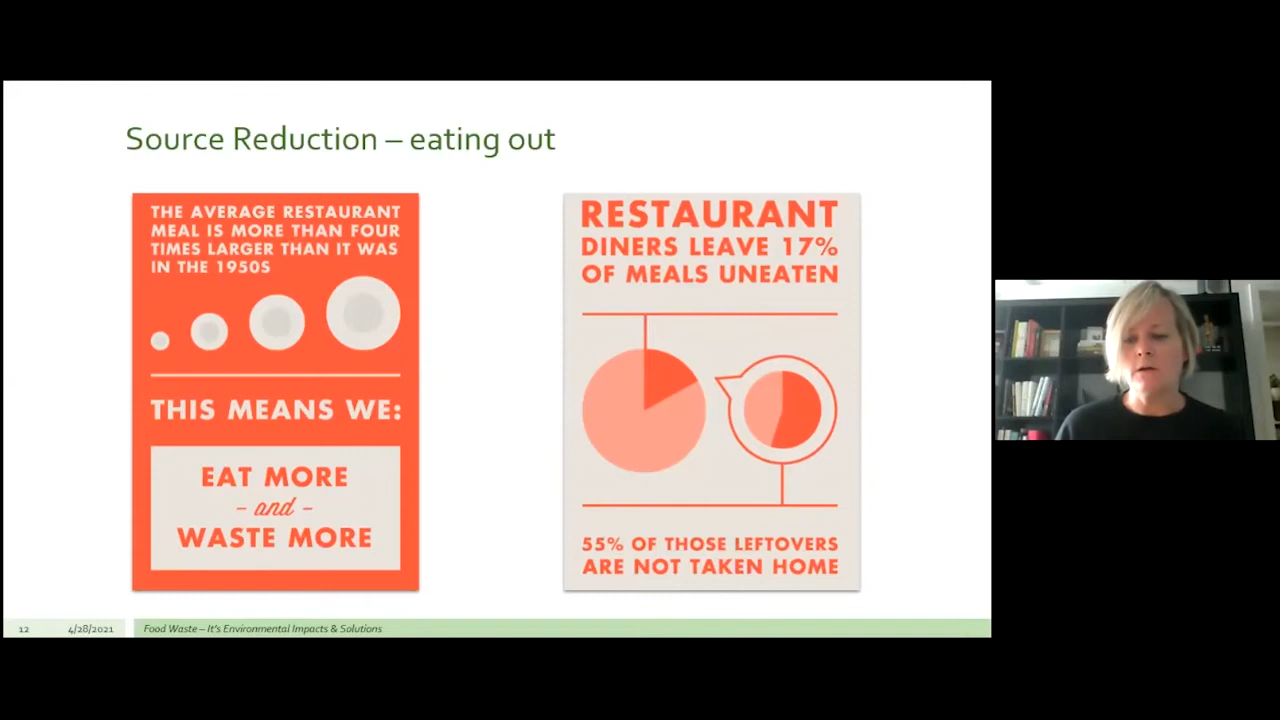 Source Reduction – eating out
THE AVERAGE RESTAURANT
MEAL IS MORE THAN FOUR
TIMES LARGER THAN IT WAS
IN THE 1950S
THIS MEANS WE:
EAT MORE
– and –
WASTE MORE
RESTAURANT
DINERS LEAVE 17%
OF MEALS UNEATEN
55% OF THOSE LEFTOVERS
ARE NOT TAKEN HOME
12
4/28/2021
Food Waste – It's Environmental Impacts & Solutions